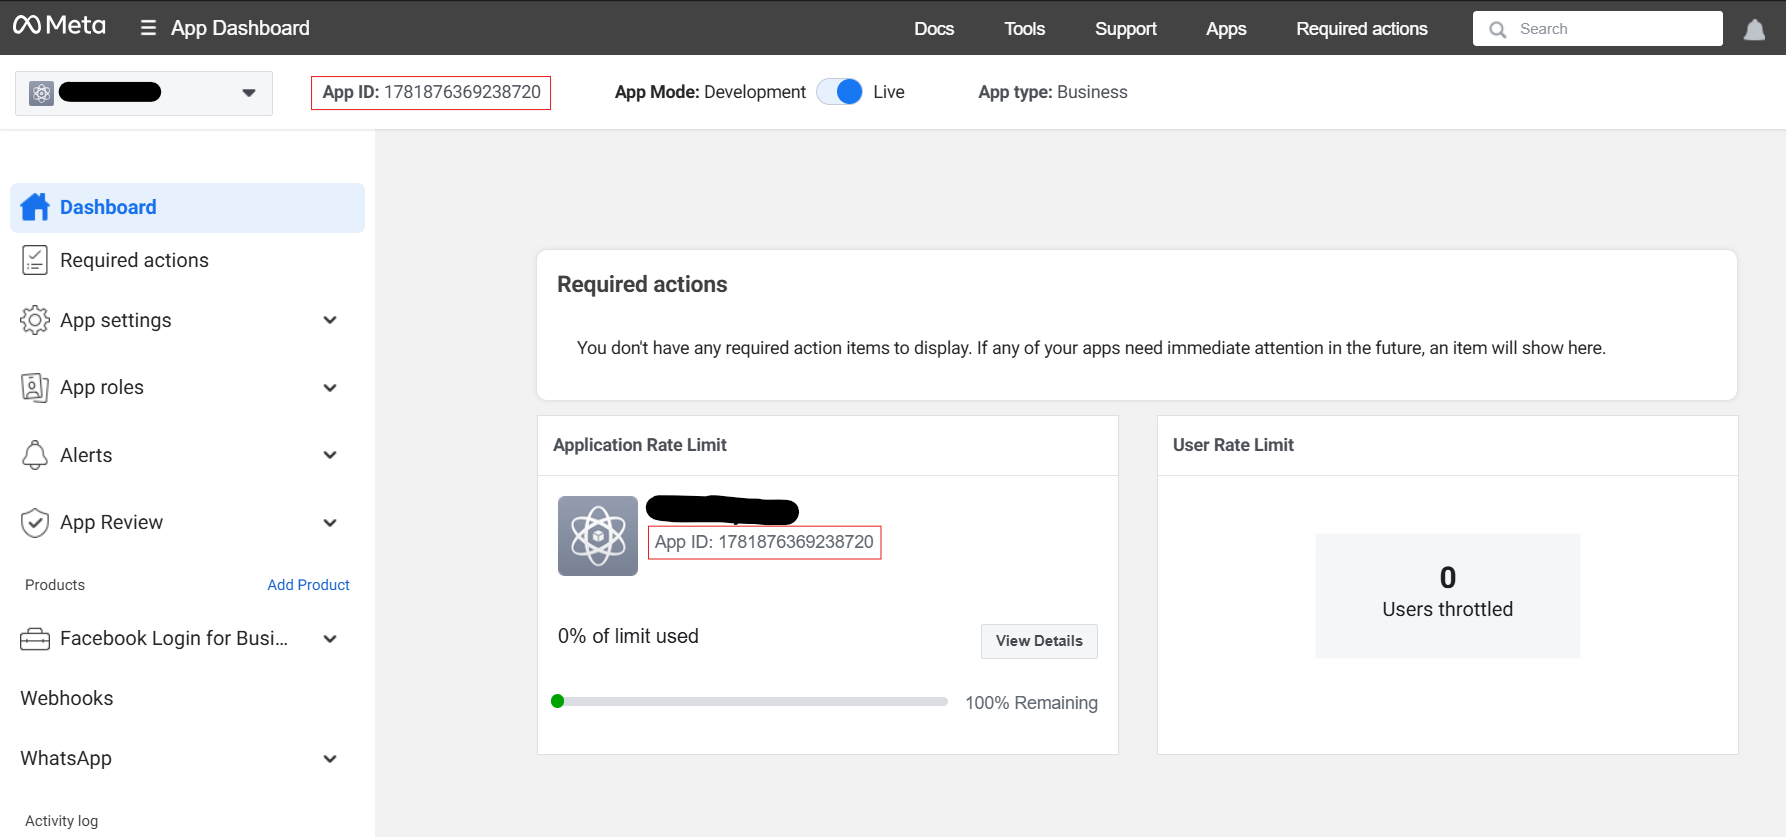 Meta
App Dashboard
Docs
Tools
Support
Apps
Required actions
Search
App ID: 1781876369238720
App Mode: Development
Live
App type: Business
Dashboard
Required actions
App settings
App roles
Alerts
App Review
Products
Add Product
Facebook Login for Busi...
Webhooks
WhatsApp
Activity log
Required actions
You don't have any required action items to display. If any of your apps need immediate attention in the future, an item will show here.
Application Rate Limit
App ID: 1781876369238720
0% of limit used
View Details
100% Remaining
User Rate Limit
0
Users throttled